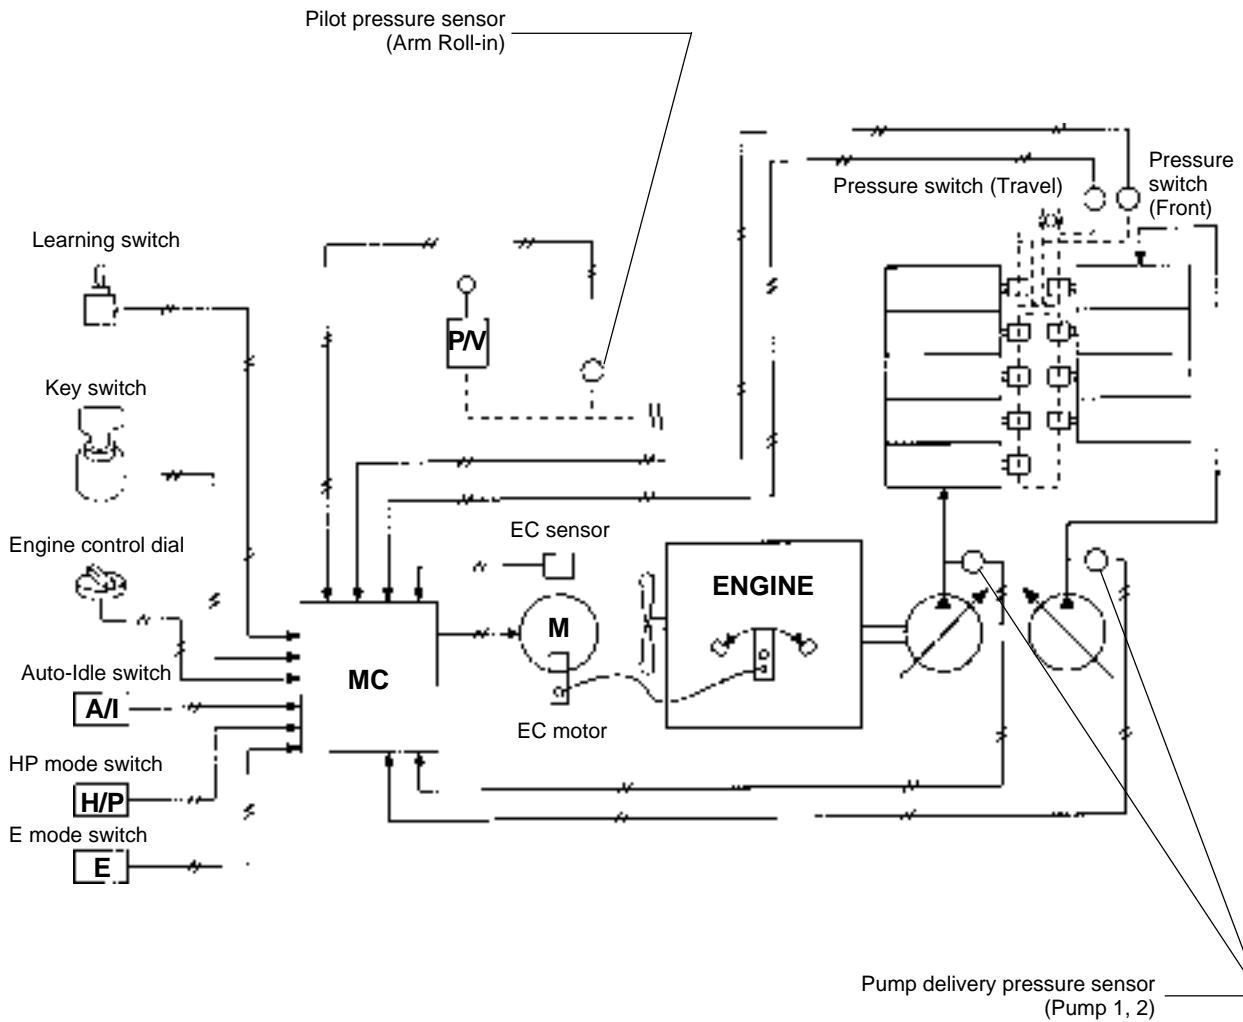 Pilot pressure sensor
(Arm Roll-in)
Pressure switch (Travel)
Pressure
switch
(Front)
Learning switch
P/V
Key switch
Engine control dial
EC sensor
ENGINE
M
MC
Auto-Idle switch
A/I
EC motor
HP mode switch
H/P
E mode switch
E
Pump delivery pressure sensor
(Pump 1, 2)